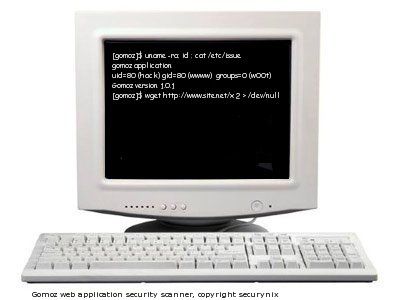 [gomoz]$ uname -ra; id ; cat /etc/issue
gomoz application
uid=80 (hack) gid=80 (wwww) groups=0 (w00t)
Gomoz version 1.0.1
[gomoz]$ wget http://www.site.net/x 2 > /dev/null
Gomoz web application security scanner, copyright securynix